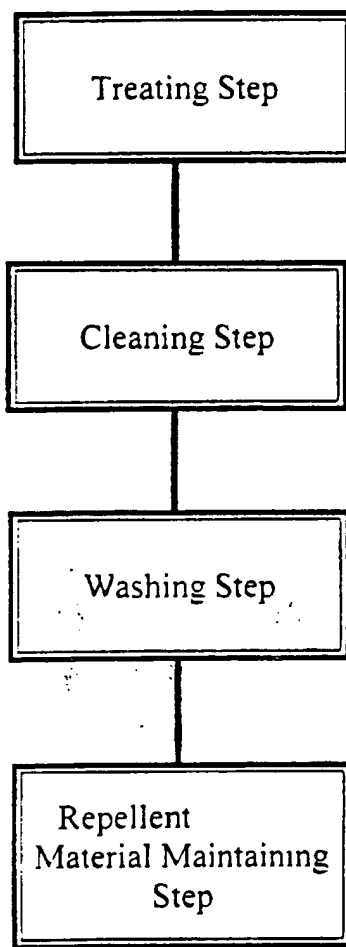 Treating Step
Cleaning Step
Washing Step
Repellent
Material Maintaining
Step